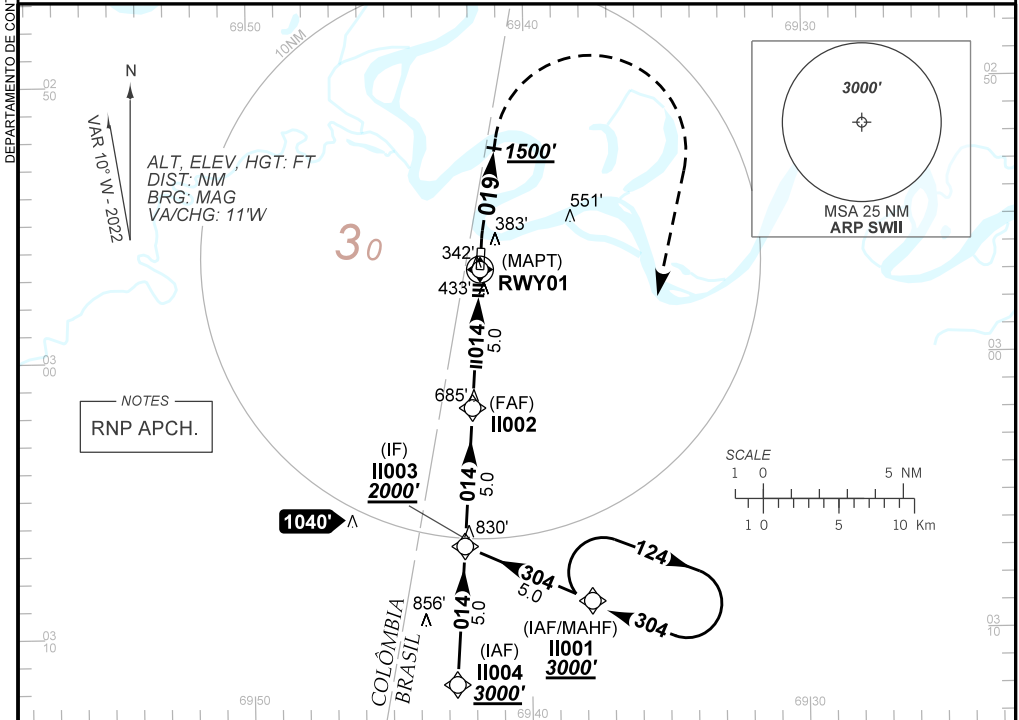 DEPARTAMENTO DE CON
69 50
69 40
69 30
10NM
N
VAR 10° W - 2022
ALT, ELEV, HGT: FT
DIST: NM
BRG: MAG
VA/CHG: 11'W
02 50
02 50
3000'
MSA 25 NM
ARP SWII
1500'
019
551'
383'
342'
(MAPT)
RWY01
433'
30
014
5.0
03 00
03 00
685'
(FAF)
II002
NOTES
RNP APCH.
(IF)
II003
2000'
014
5.0
SCALE
1 0 5 NM
1 0 5 10 Km
1040'
830'
124
304
5.0
304
856'
014
5.0
(IAF/MAHF)
II001
3000'
(IAF)
II004
3000'
COLÔMBIA
BRASIL
03 10
03 10
69 50
69 40
69 30